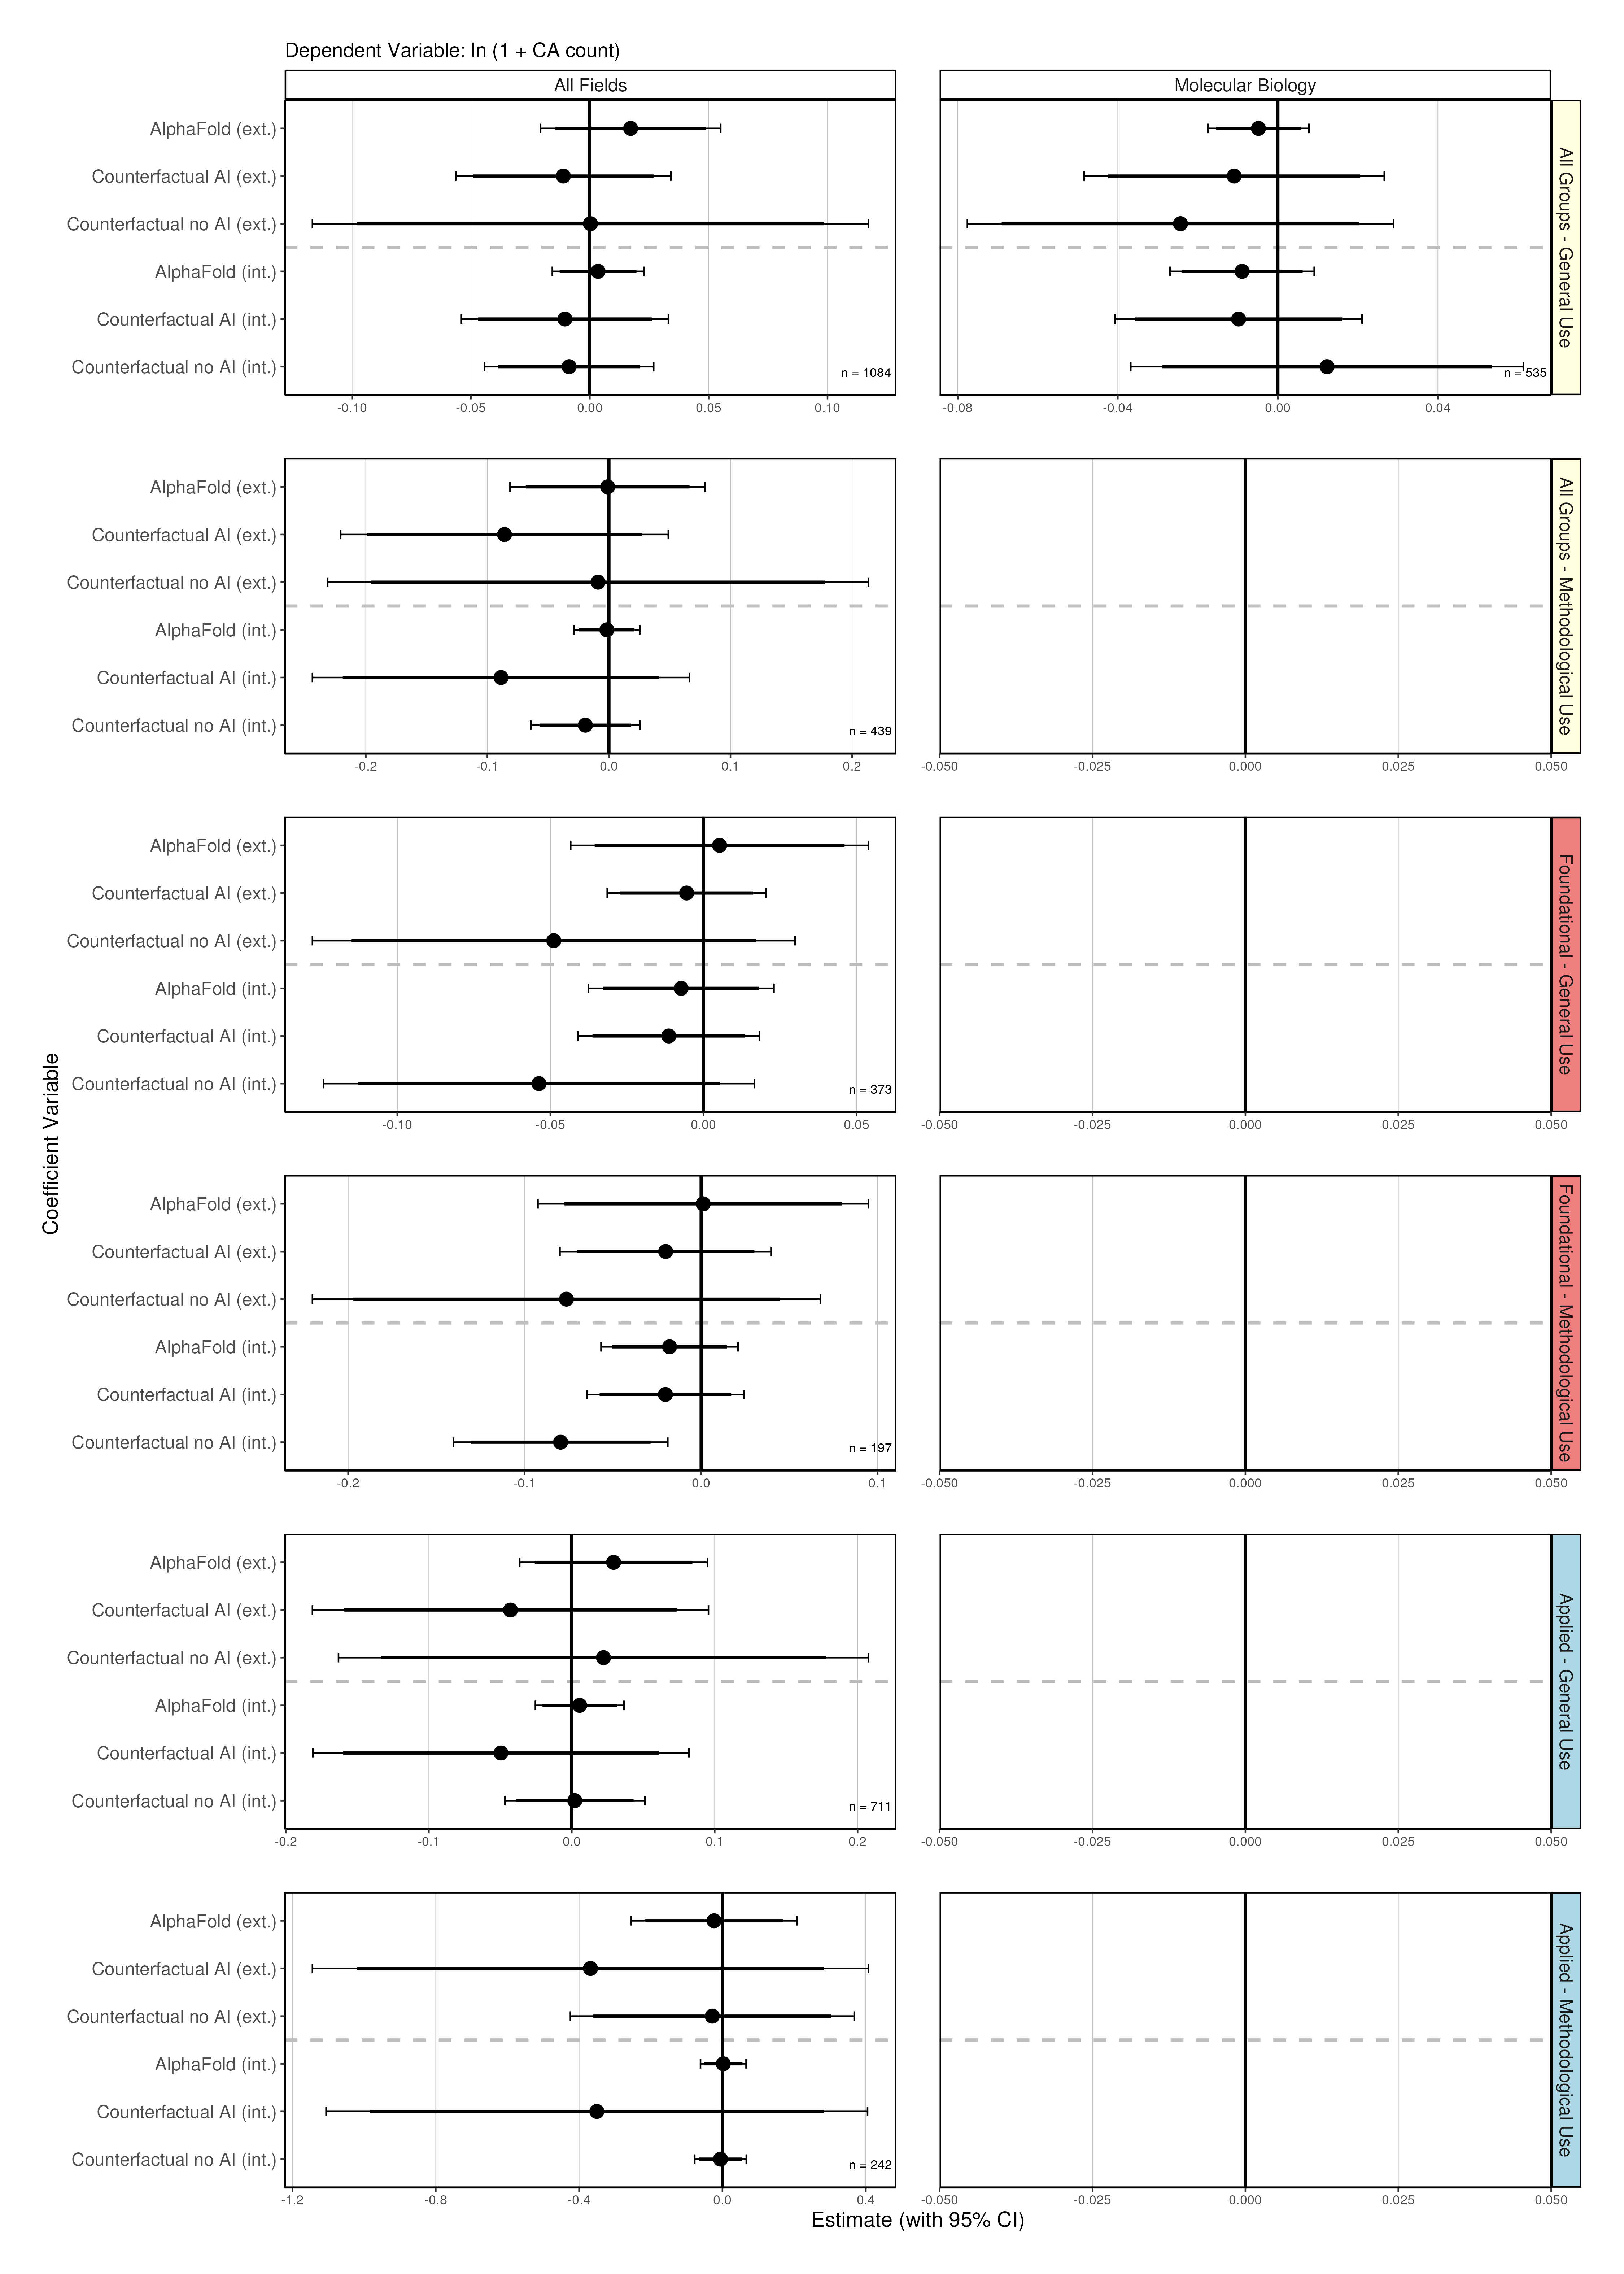 Dependent Variable: ln (1 + CA count)
All Fields
Molecular Biology
AlphaFold (ext.)
Counterfactual AI (ext.)
Counterfactual no AI (ext.)
AlphaFold (int.)
Counterfactual AI (int.)
Counterfactual no AI (int.)
n = 1084
n = 535
All Groups - General Use
-0.10 -0.05 0.00 0.05 0.10
-0.08 -0.04 0.00 0.04
AlphaFold (ext.)
Counterfactual AI (ext.)
Counterfactual no AI (ext.)
AlphaFold (int.)
Counterfactual AI (int.)
Counterfactual no AI (int.)
n = 439
All Groups - Methodological Use
-0.2 -0.1 0.0 0.1 0.2
-0.050 -0.025 0.000 0.025 0.050
AlphaFold (ext.)
Counterfactual AI (ext.)
Counterfactual no AI (ext.)
AlphaFold (int.)
Counterfactual AI (int.)
Counterfactual no AI (int.)
n = 373
Foundational - General Use
-0.10 -0.05 0.00 0.05
-0.050 -0.025 0.000 0.025 0.050
Coefficient Variable
AlphaFold (ext.)
Counterfactual AI (ext.)
Counterfactual no AI (ext.)
AlphaFold (int.)
Counterfactual AI (int.)
Counterfactual no AI (int.)
n = 197
Foundational - Methodological Use
-0.2 -0.1 0.0 0.1
-0.050 -0.025 0.000 0.025 0.050
AlphaFold (ext.)
Counterfactual AI (ext.)
Counterfactual no AI (ext.)
AlphaFold (int.)
Counterfactual AI (int.)
Counterfactual no AI (int.)
n = 711
Applied - General Use
-0.2 -0.1 0.0 0.1 0.2
-0.050 -0.025 0.000 0.025 0.050
AlphaFold (ext.)
Counterfactual AI (ext.)
Counterfactual no AI (ext.)
AlphaFold (int.)
Counterfactual AI (int.)
Counterfactual no AI (int.)
n = 242
Applied - Methodological Use
-1.2 -0.8 -0.4 0.0 0.4
-0.050 -0.025 0.000 0.025 0.050
Estimate (with 95% CI)